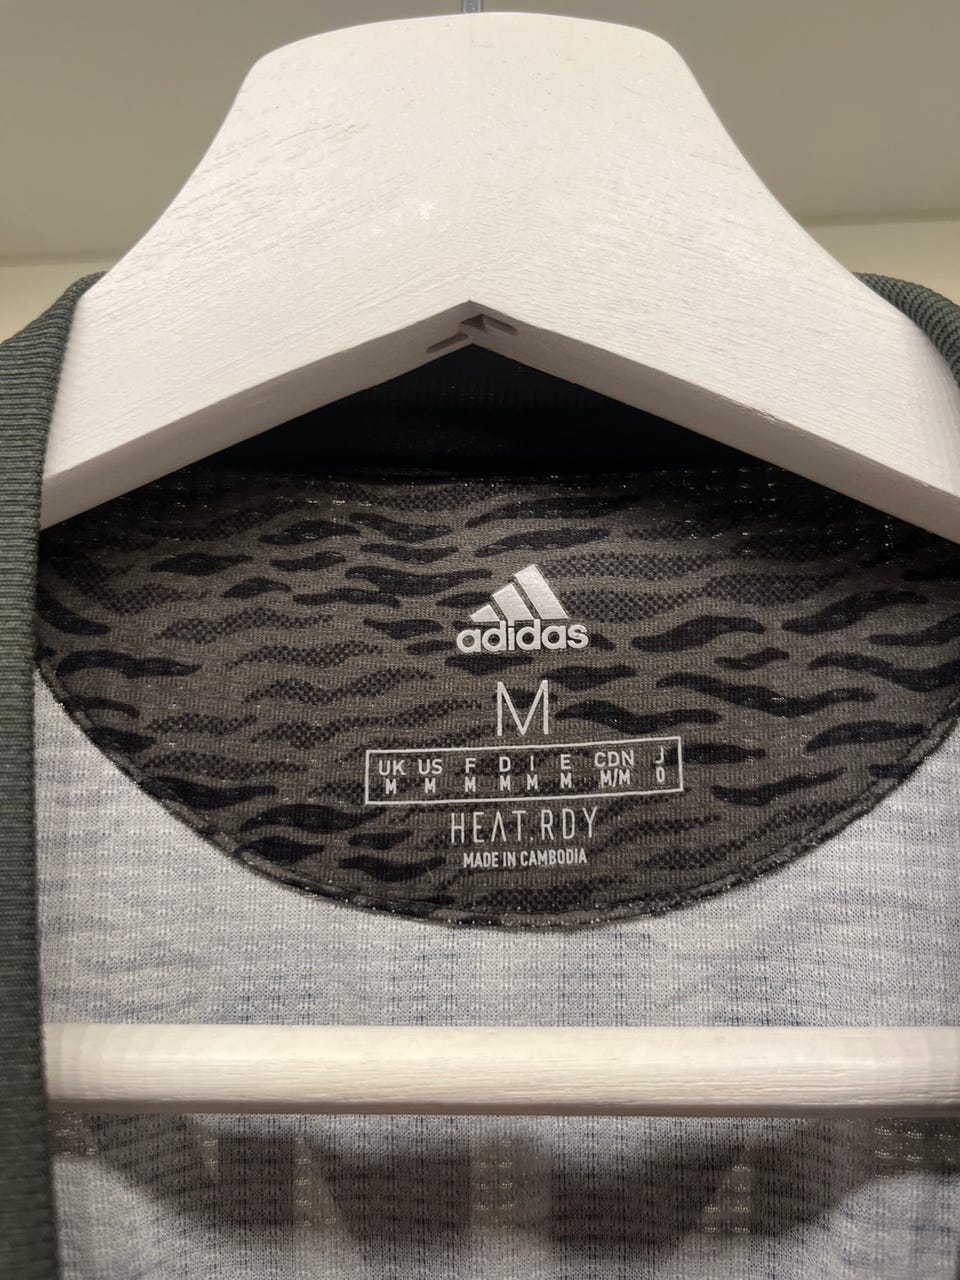 adidas
M
UK US F D I E CDN J
M M M M M M M/M O
HEAT.RDY
MADE IN CAMBODIA